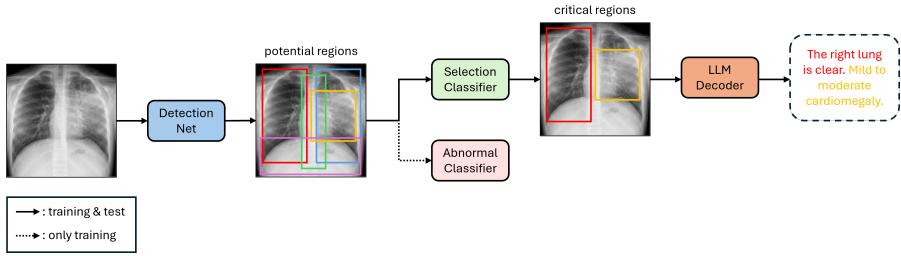 critical regions
potential regions
Detection
Net
Selection
Classifier
Abnormal
Classifier
LLM
Decoder
The right lung
is clear. Mild to
moderate
cardiomegaly.
: training & test
: only training